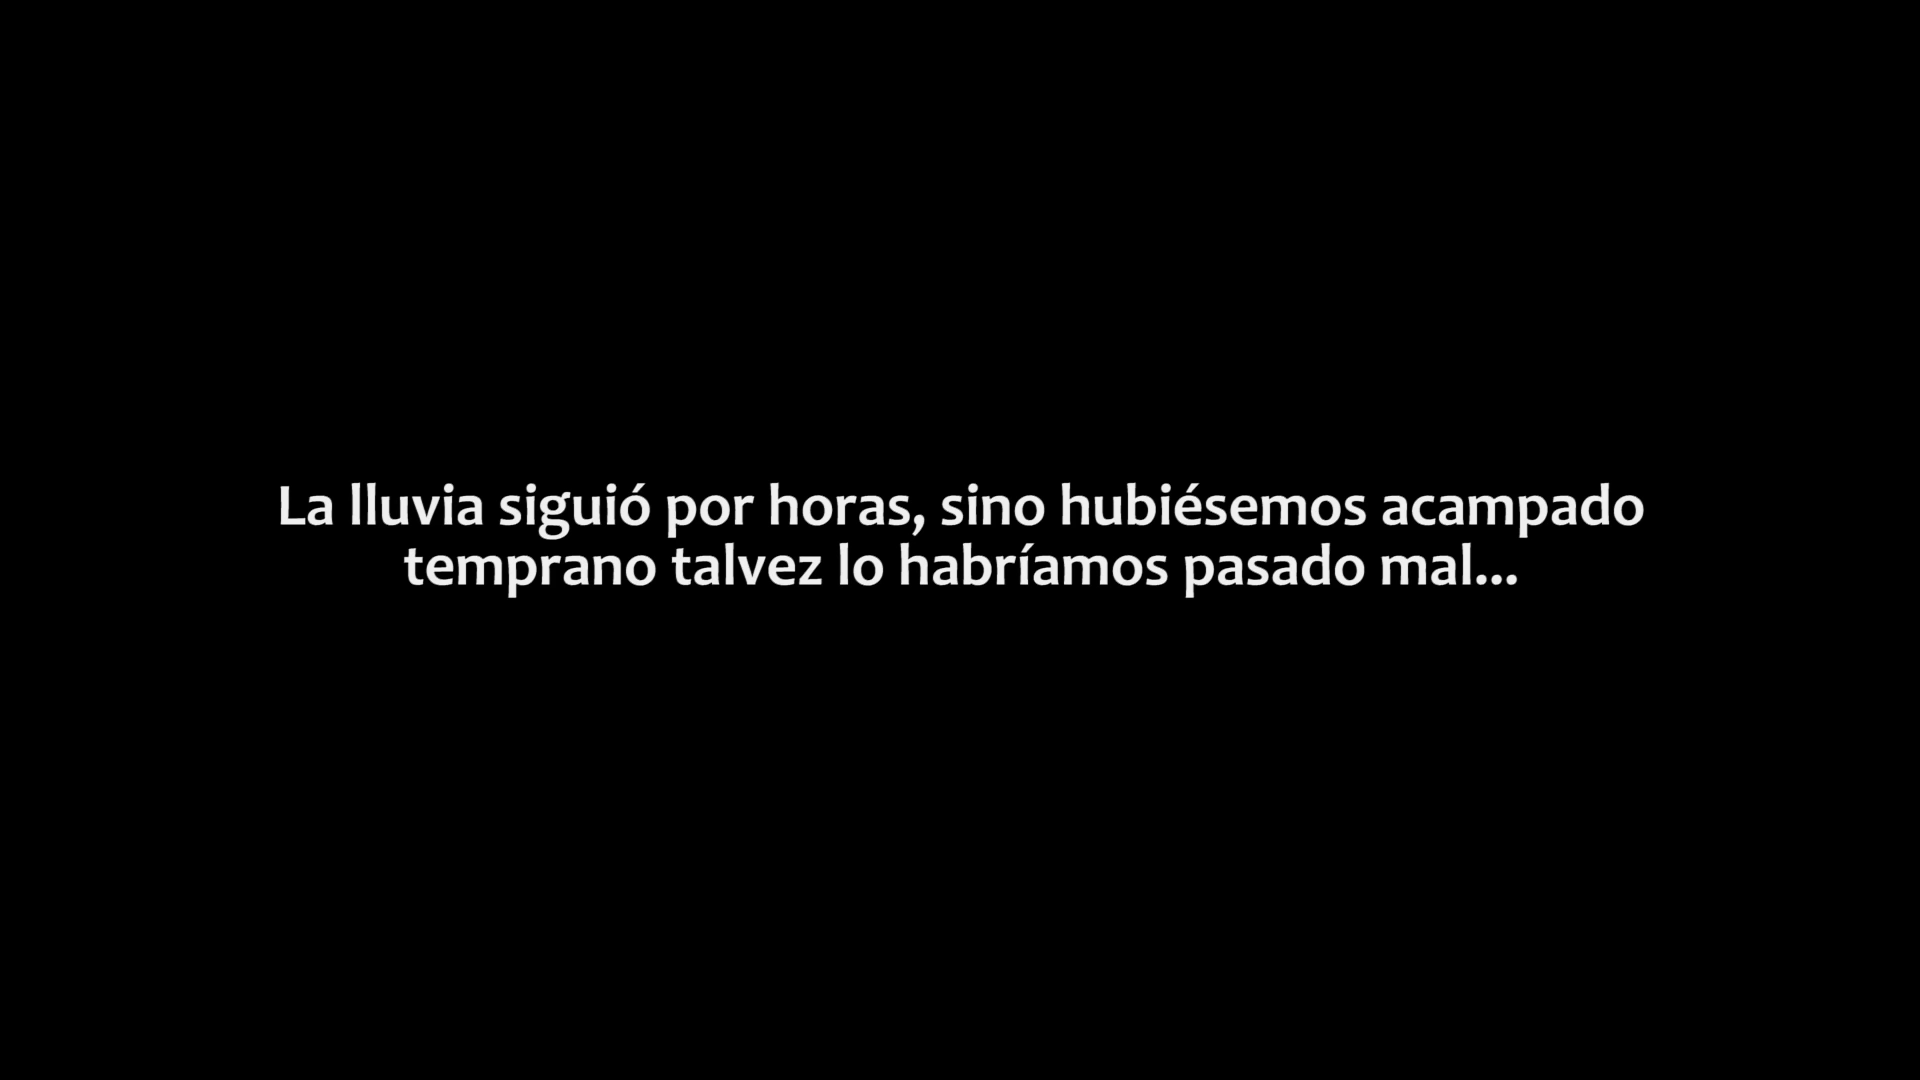 La lluvia siguió por horas, sino hubiésemos acampado
temprano talvez lo habríamos pasado mal...